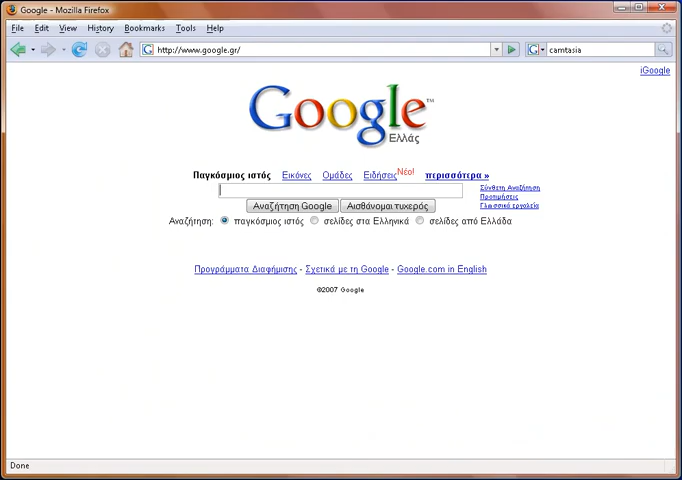 Google - Mozilla Firefox
File Edit View History Bookmarks Tools Help
http://www.google.gr/ camtasia
iGoogle
Google™
Ελλάς
Παγκόσμιος ιστός Εικόνες Ομάδες Ειδήσεις Νέο! περισσότερα »
Σύνθετη Αναζήτηση
Προτιμήσεις
Γλωσσικά εργαλεία
Αναζήτηση Google Αισθάνομαι τυχερός
Αναζήτηση: παγκόσμιος ιστός σελίδες στα Ελληνικά σελίδες από Ελλάδα
Προγράμματα Διαφήμισης - Σχετικά με τη Google - Google.com in English
©2007 Google
Done